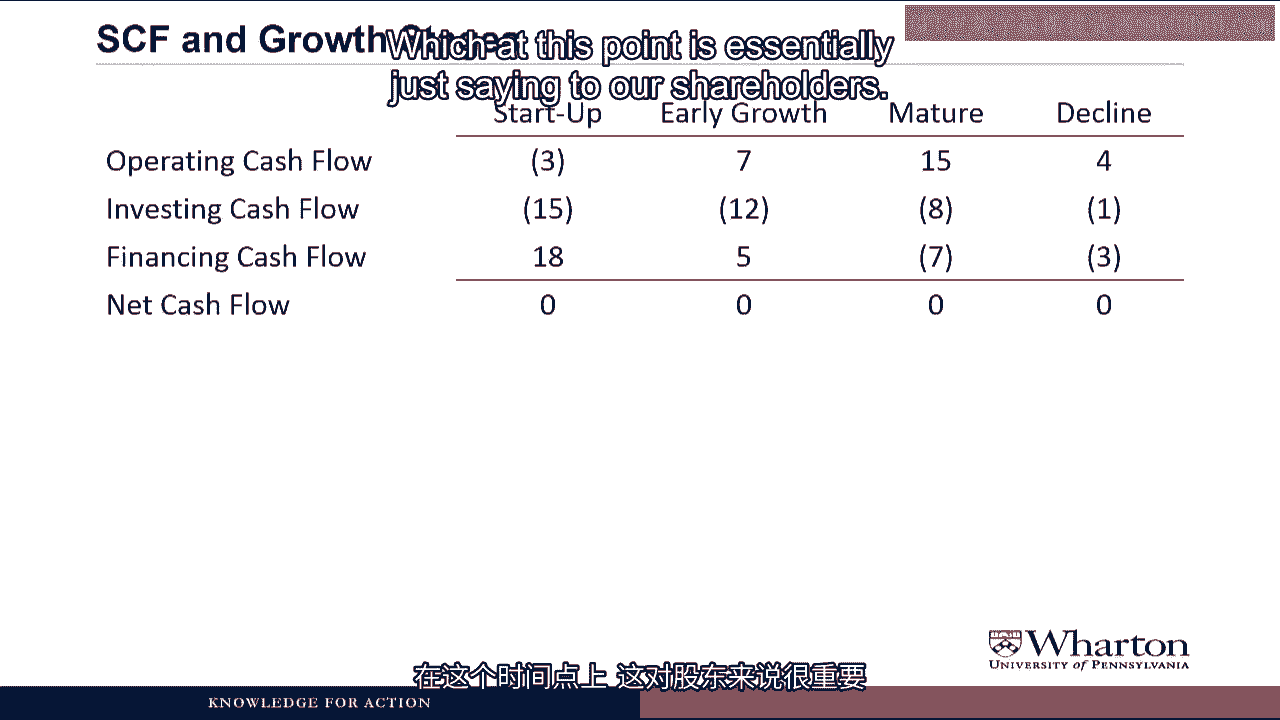 SCF and Growth
Which at this point is essentially
just saying to our shareholders.
Start-Up Early Growth Mature Decline
Operating Cash Flow (3) 7 15 4
Investing Cash Flow (15) (12) (8) (1)
Financing Cash Flow 18 5 (7) (3)
Net Cash Flow 0 0 0 0
Wharton
UNIVERSITY of PENNSYLVANIA
在这个时间点上 这对股东来说很重要
KNOWLEDGE FOR ACTION